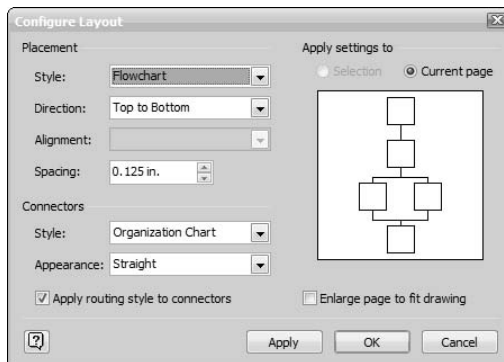 Configure Layout
Placement
Style: Flowchart
Direction: Top to Bottom
Alignment:
Spacing: 0.125 in.
Connectors
Style: Organization Chart
Appearance: Straight
Apply routing style to connectors
Apply settings to
Selection Current page
Enlarge page to fit drawing
? Apply OK Cancel